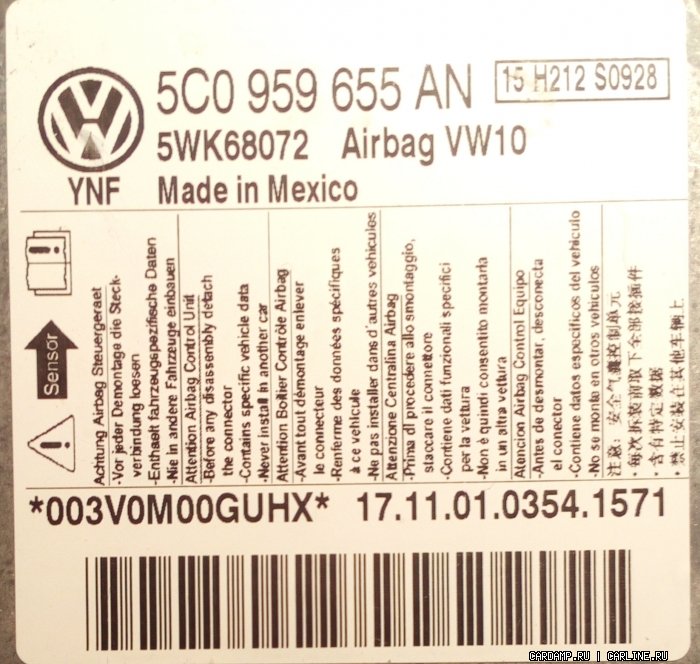 5C0 959 655 AN
15 H212 S0928
5WK68072 Airbag VW10
YNF Made in Mexico
Sensor
Achtung Airbag Steuergeraet
-Vor jeder Demontage die Steck-
verbindung loesen
-Enthaelt fahrzeugspezifische Daten
-Nie in andere Fahrzeuge einbauen
Attention Airbag Control Unit
-Before any disassembly detach
the connector
-Contains specific vehicle data
-Never install in another car
Attention Boîtier Contrôle Airbag
-Avant tout démontage enlever
le connecteur
-Renferme des données spécifiques
à ce véhicule
-Ne pas installer dans d'autres véhicules
Attenzione Centralina Airbag
-Prima di procedere allo smontaggio,
staccare il connettore
-Contiene dati funzionali specifici
per la vettura
-Non è quindi consentito montarla
in un altra vettura
Atencion Airbag Control Equipo
-Antes de desmontar, desconecta
el conector
-Contiene datos específicos del vehículo
-No se monte en otros vehículos
注意：安全气囊控制单元
·每次拆装前取下全部接插件
·含有特定数据
·禁止安装在其他车辆上
*003V0M00GUHX* 17.11.01.0354.1571
CARDAMP.RU | CARLINE.RU